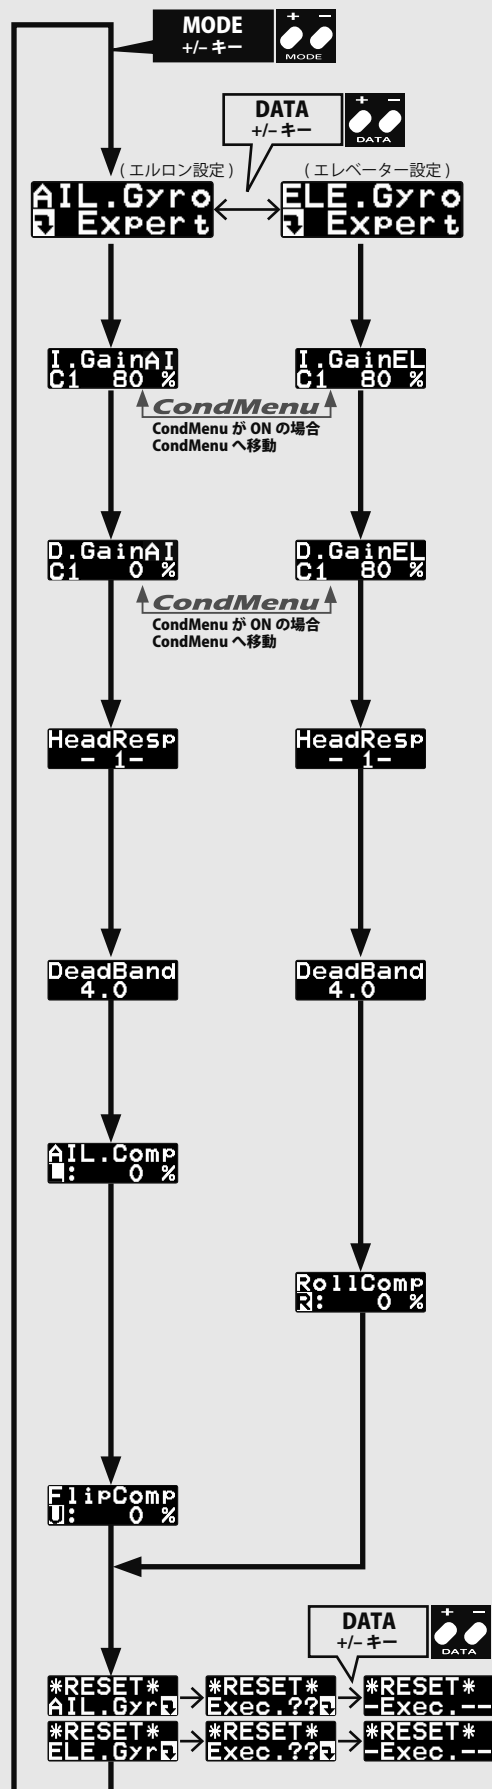 MODE
+/– キー
+ −
MODE
DATA
+/– キー
+ −
DATA
( エルロン設定 )
( エレベーター設定 )
AIL.Gyro
Expert
ELE.Gyro
Expert
I.GainAI
C1 80 %
I.GainEL
C1 80 %
CondMenu
CondMenu が ON の場合
CondMenu へ移動
D.GainAI
C1 0 %
D.GainEL
C1 80 %
CondMenu
CondMenu が ON の場合
CondMenu へ移動
HeadResp
- 1-
HeadResp
- 1-
DeadBand
4.0
DeadBand
4.0
AIL.Comp
L: 0 %
RollComp
R: 0 %
FlipComp
U: 0 %
DATA
+/– キー
+ −
DATA
*RESET*
AIL.Gyr
*RESET*
Exec.??
*RESET*
-Exec.--
*RESET*
ELE.Gyr
*RESET*
Exec.??
*RESET*
-Exec.--